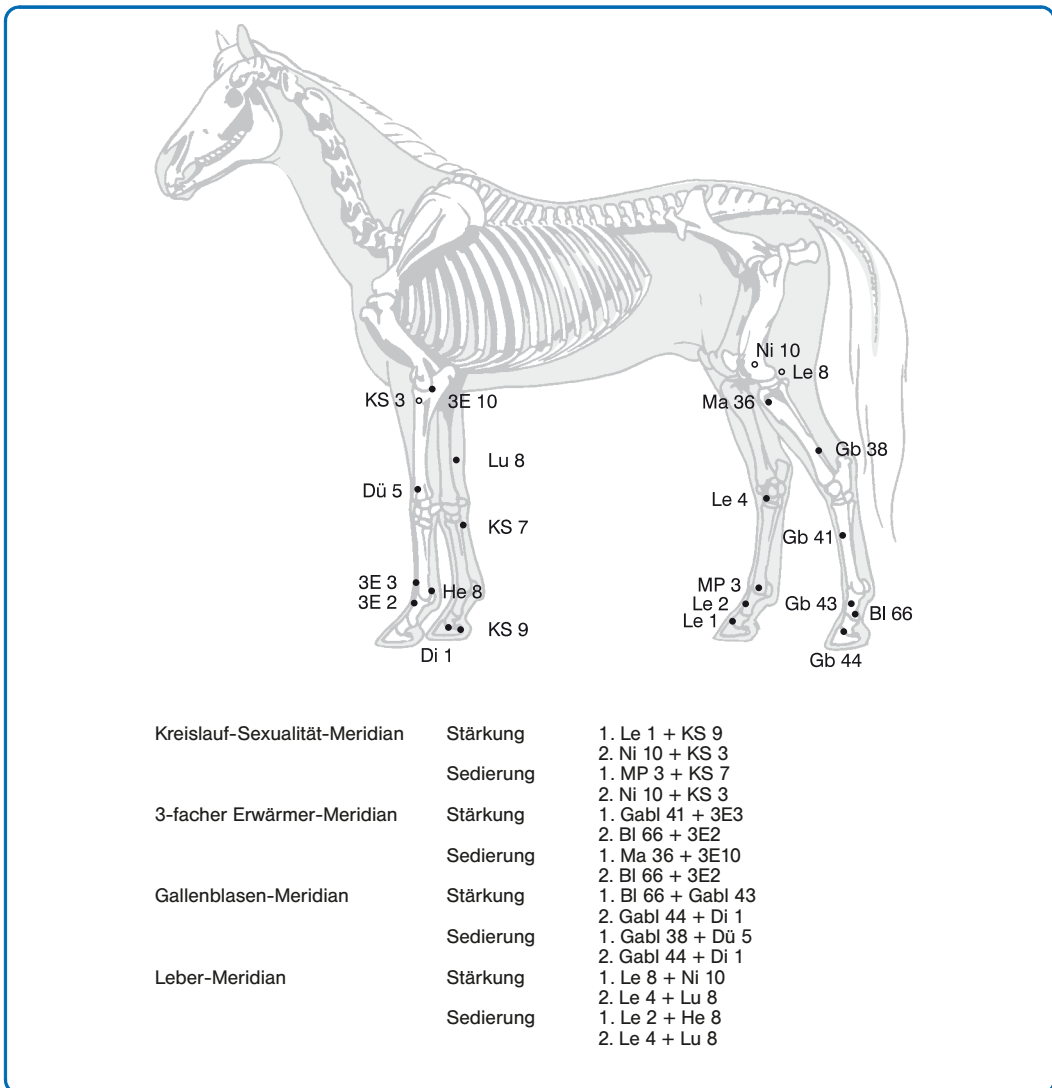 Ni 10
Le 8
KS 3
3E 10
Ma 36
Gb 38
Lu 8
Dü 5
Le 4
KS 7
Gb 41
3E 3
He 8
MP 3
3E 2
Le 2
Gb 43
Bl 66
Le 1
KS 9
Di 1
Gb 44
Kreislauf-Sexualität-Meridian Stärkung 1. Le 1 + KS 9
2. Ni 10 + KS 3
Sedierung 1. MP 3 + KS 7
2. Ni 10 + KS 3
3-facher Erwärmer-Meridian Stärkung 1. Gabl 41 + 3E3
2. Bl 66 + 3E2
Sedierung 1. Ma 36 + 3E10
2. Bl 66 + 3E2
Gallenblasen-Meridian Stärkung 1. Bl 66 + Gabl 43
2. Gabl 44 + Di 1
Sedierung 1. Gabl 38 + Dü 5
2. Gabl 44 + Di 1
Leber-Meridian Stärkung 1. Le 8 + Ni 10
2. Le 4 + Lu 8
Sedierung 1. Le 2 + He 8
2. Le 4 + Lu 8